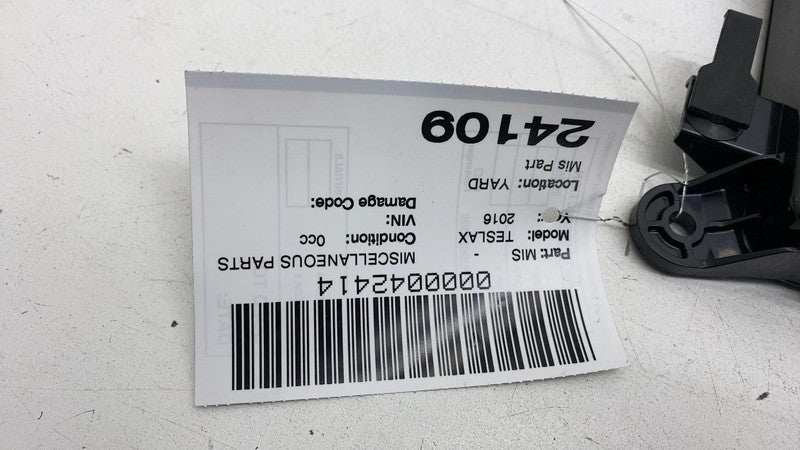 0000042414
Part: MIS - MISCELLANEOUS PARTS
Model: TESLAX Condition: 0cc
2016 VIN:
Damage Code:
Location: YARD
Mis Part
24109